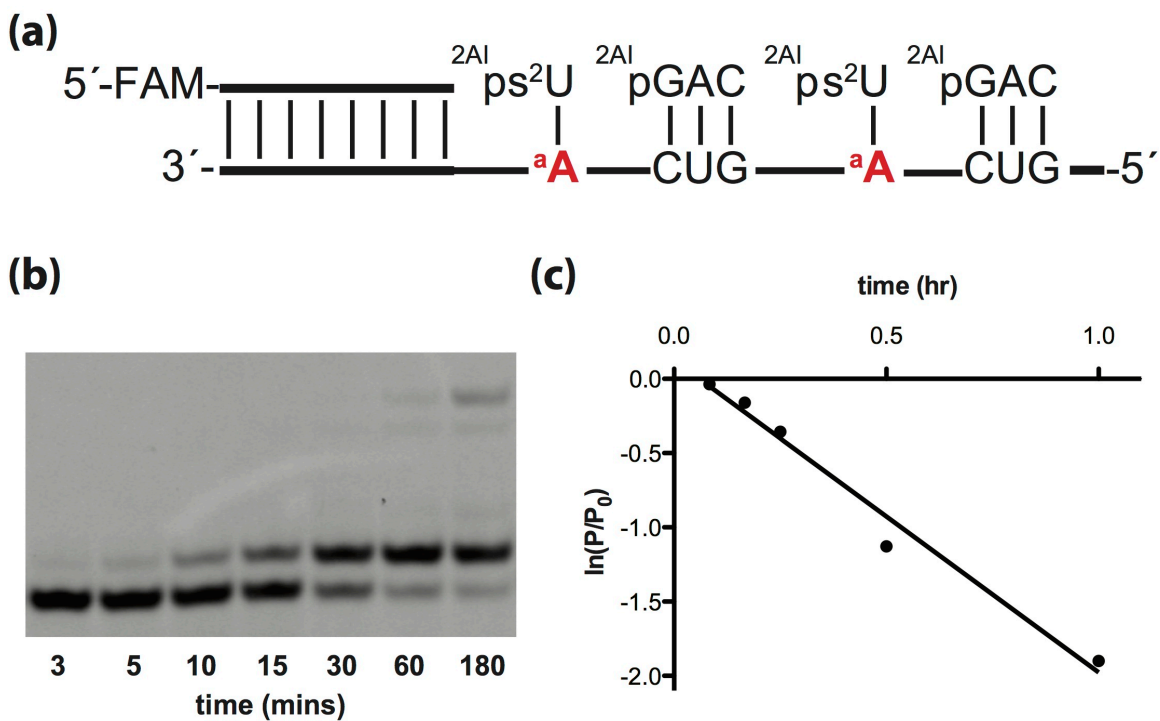 (a)
2AI 2AI 2AI 2AI
5´-FAM- ps²U pGAC ps²U pGAC
3´- ᵃA CUG ᵃA CUG -5´
(b)
3 5 10 15 30 60 180
time (mins)
(c)
time (hr)
0.0 0.5 1.0
0.0
-0.5
-1.0
-1.5
-2.0
ln(P/P₀)